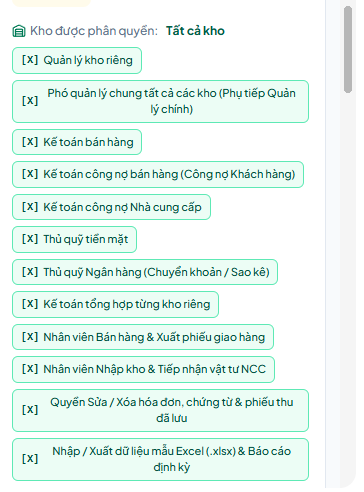 Kho được phân quyền: Tất cả kho
[X] Quản lý kho riêng
[X] Phó quản lý chung tất cả các kho (Phụ tiếp Quản
lý chính)
[X] Kế toán bán hàng
[X] Kế toán công nợ bán hàng (Công nợ Khách hàng)
[X] Kế toán công nợ Nhà cung cấp
[X] Thủ quỹ tiền mặt
[X] Thủ quỹ Ngân hàng (Chuyển khoản / Sao kê)
[X] Kế toán tổng hợp từng kho riêng
[X] Nhân viên Bán hàng & Xuất phiếu giao hàng
[X] Nhân viên Nhập kho & Tiếp nhận vật tư NCC
[X] Quyền Sửa / Xóa hóa đơn, chứng từ & phiếu thu
đã lưu
[X] Nhập / Xuất dữ liệu mẫu Excel (.xlsx) & Báo cáo
định kỳ